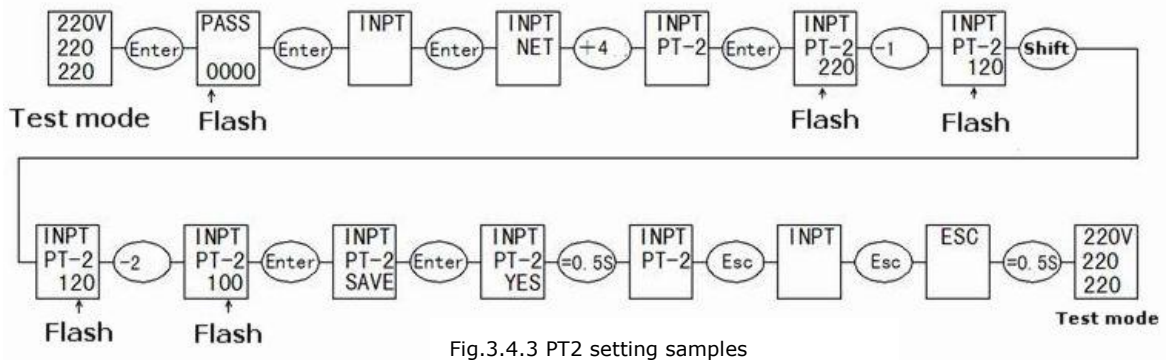 220V
220
220
Enter
PASS
0000
Enter
INPT
Enter
INPT
NET
+4
INPT
PT-2
Enter
INPT
PT-2
220
-1
INPT
PT-2
120
Shift
Test mode
Flash
Flash
Flash
INPT
PT-2
120
-2
INPT
PT-2
100
Enter
INPT
PT-2
SAVE
Enter
INPT
PT-2
YES
=0.5S
INPT
PT-2
Esc
INPT
Esc
ESC
=0.5S
220V
220
220
Flash
Flash
Test mode
Fig.3.4.3 PT2 setting samples